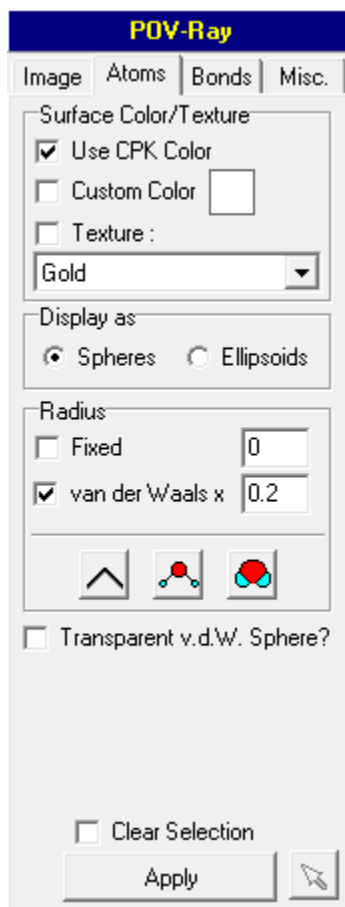 POV-Ray
Image Atoms Bonds Misc.
Surface Color/Texture
Use CPK Color
Custom Color
Texture :
Gold
Display as
Spheres Ellipsoids
Radius
Fixed 0
van der Waals x 0.2
Transparent v.d.W. Sphere?
Clear Selection
Apply